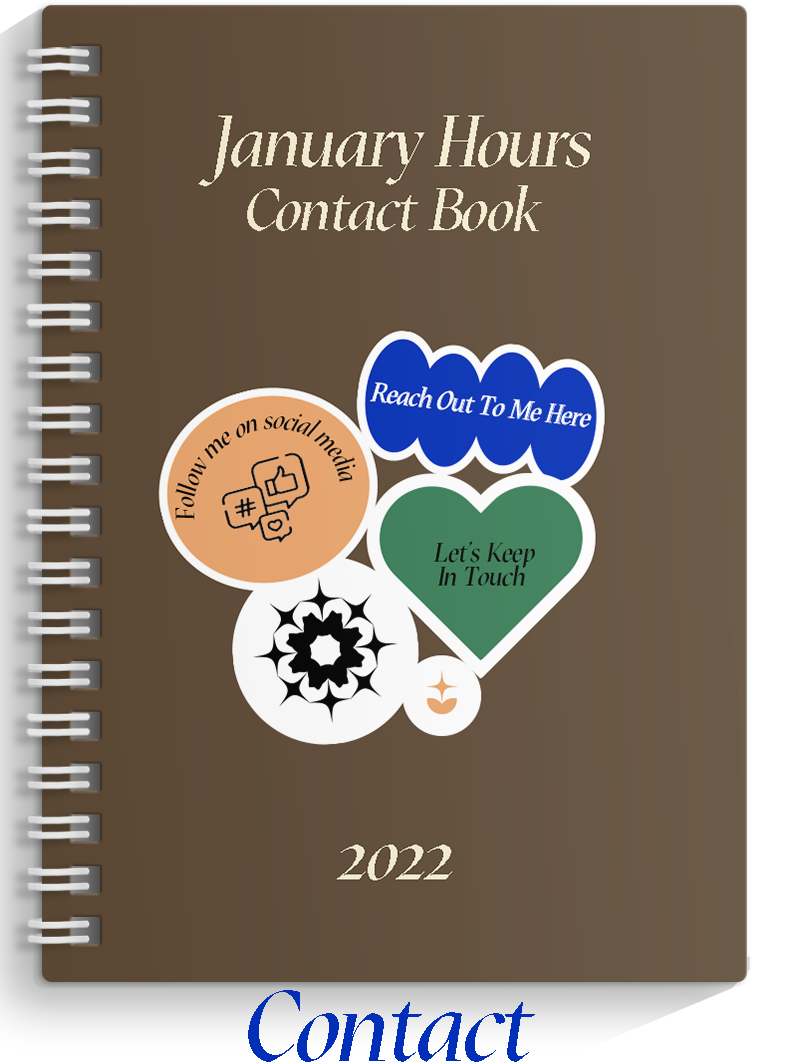 January Hours
Contact Book
Reach Out To Me Here
Follow me on social media
#
Let's Keep
In Touch
2022
Contact